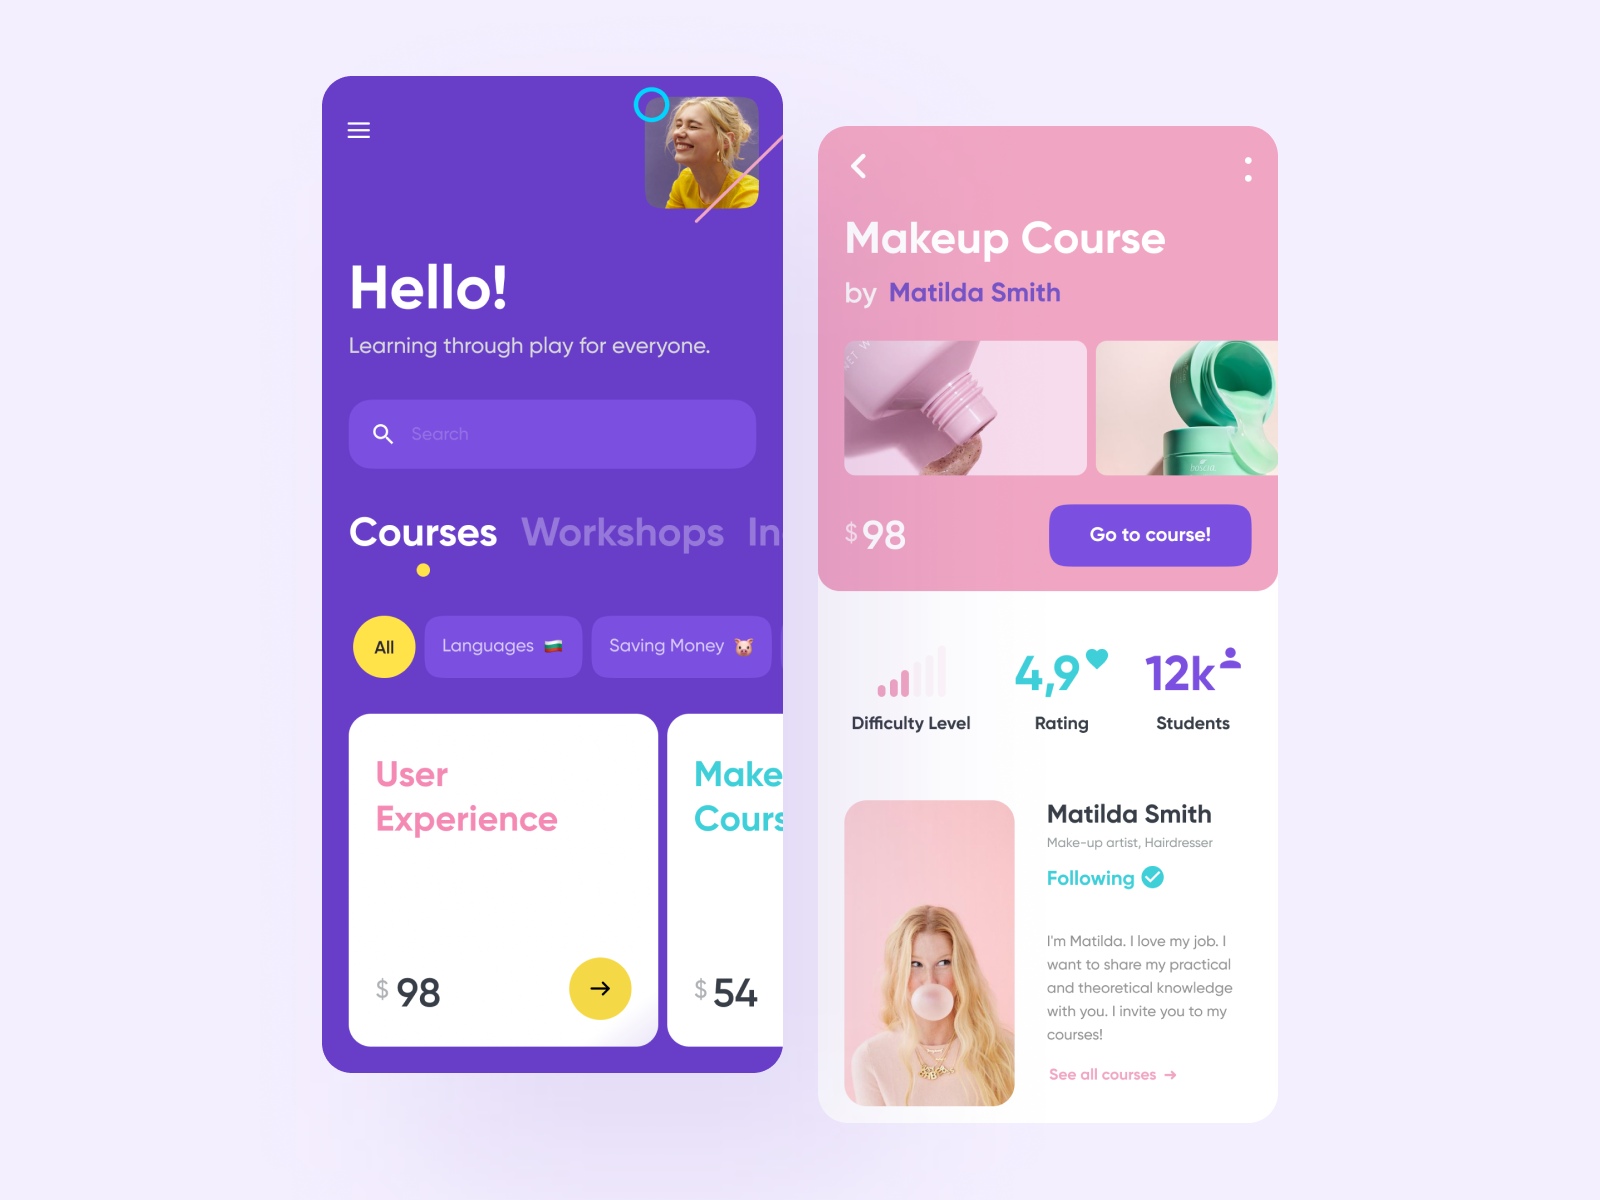 Hello!
Learning through play for everyone.
Search
Courses Workshops In
All Languages Saving Money
User
Experience
$ 98
Make
Cours
$ 54
Makeup Course
by Matilda Smith
boscia
$ 98
Go to course!
4,9 12k
Difficulty Level Rating Students
Matilda Smith
Make-up artist, Hairdresser
Following
I'm Matilda. I love my job. I
want to share my practical
and theoretical knowledge
with you. I invite you to my
courses!
See all courses →